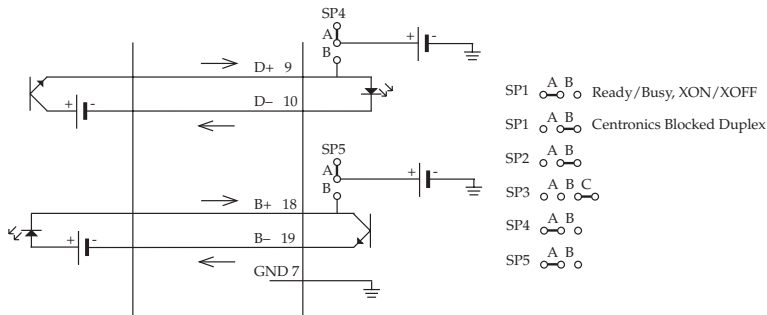 SP4
A
+ -
B
D+ 9
+ -
D– 10
SP5
A
+ -
B
B+ 18
+ -
B– 19
GND 7
SP1 A B Ready/Busy, XON/XOFF
SP1 A B Centronics Blocked Duplex
SP2 A B
SP3 A B C
SP4 A B
SP5 A B